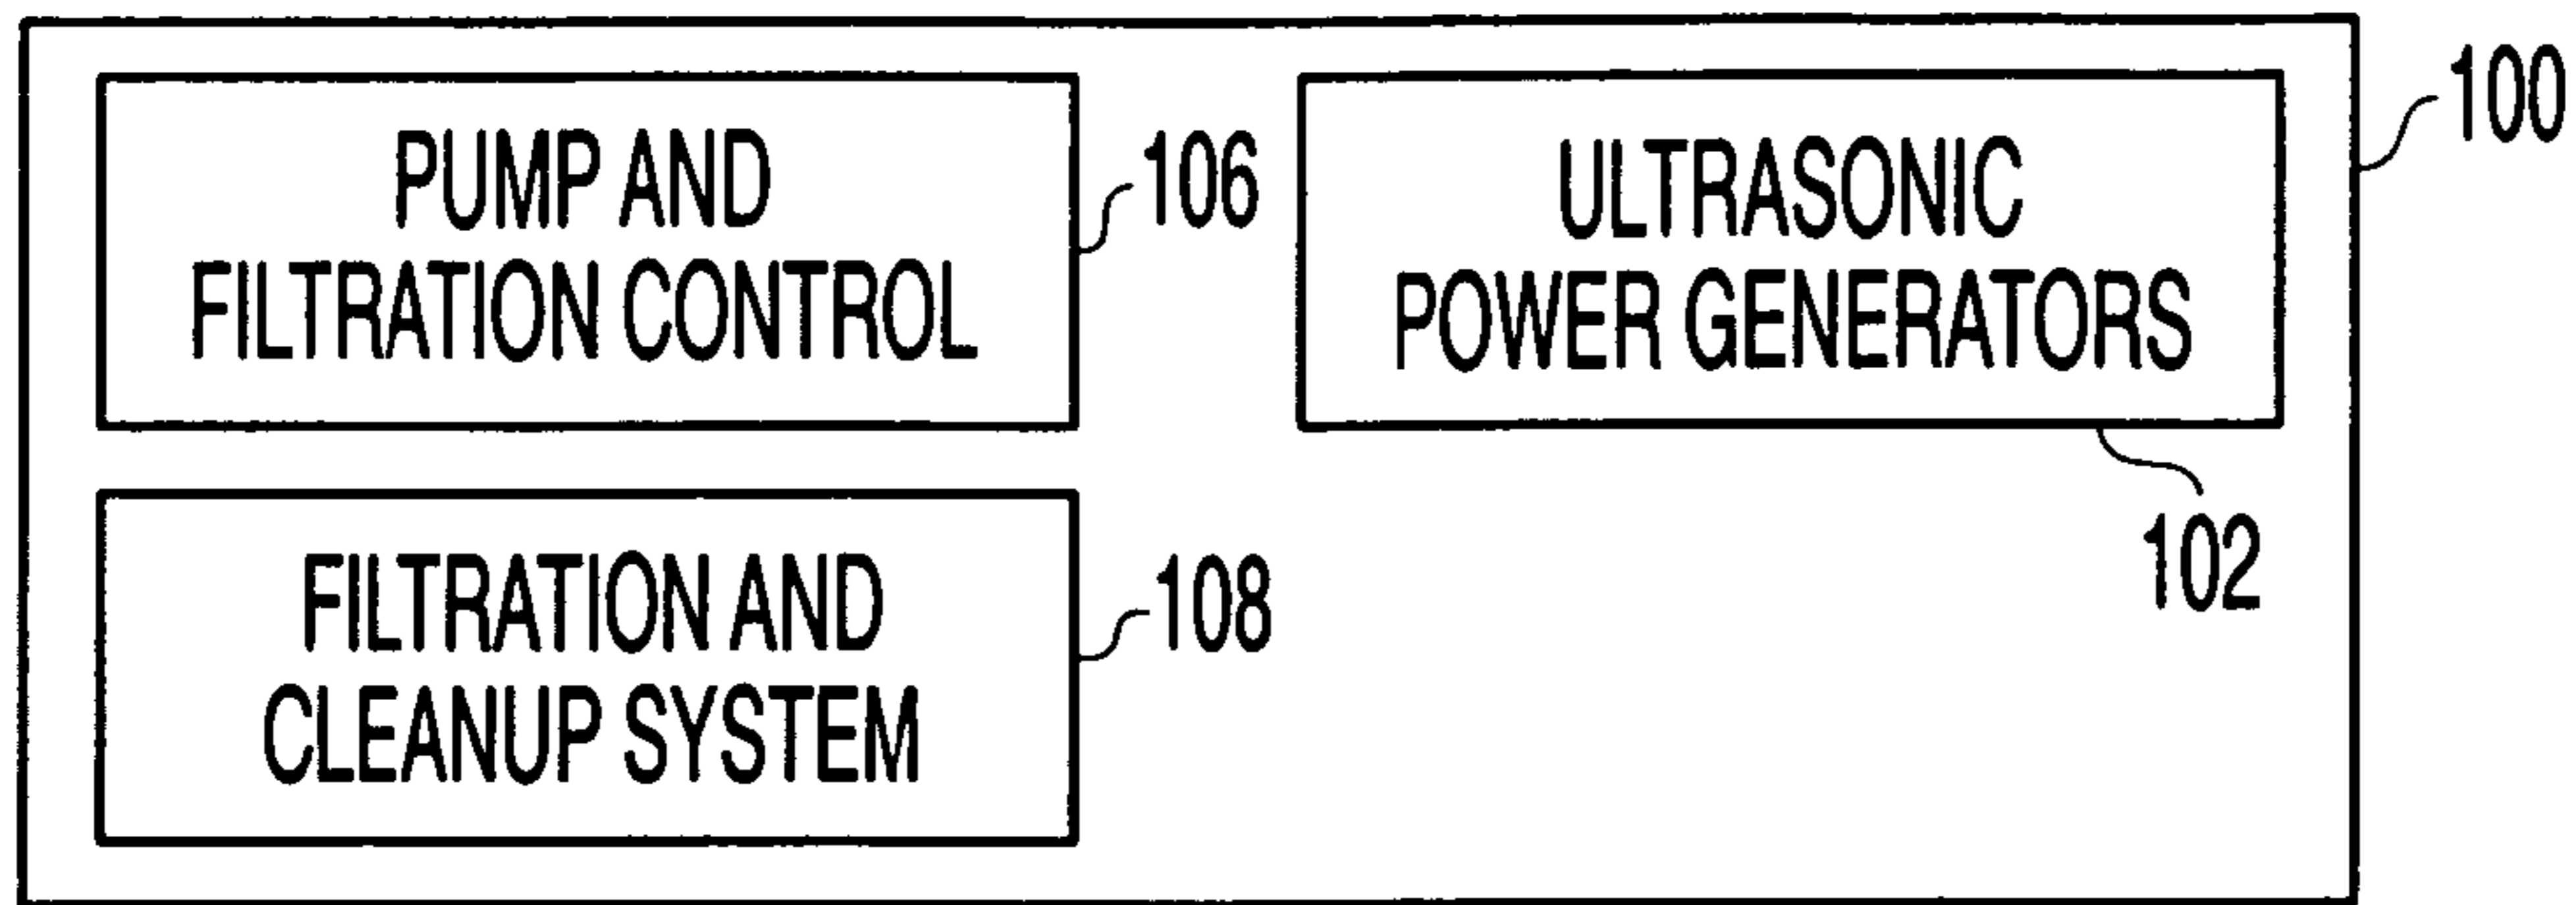 PUMP AND
FILTRATION CONTROL
106
ULTRASONIC
POWER GENERATORS
100
102
FILTRATION AND
CLEANUP SYSTEM
108